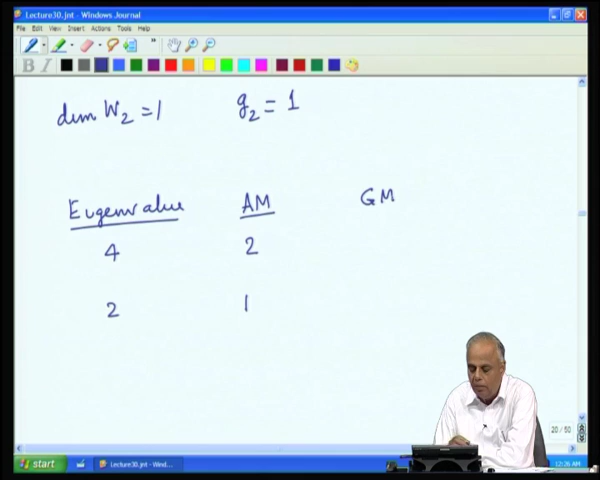 Lecture30.jnt - Windows Journal
File Edit View Insert Actions Tools Help
B I
dim W2 = 1 g2 = 1
Eigenvalue AM GM
4 2
2 1
20 / 50
start Lecture30.jnt - Wind... 12:26 AM